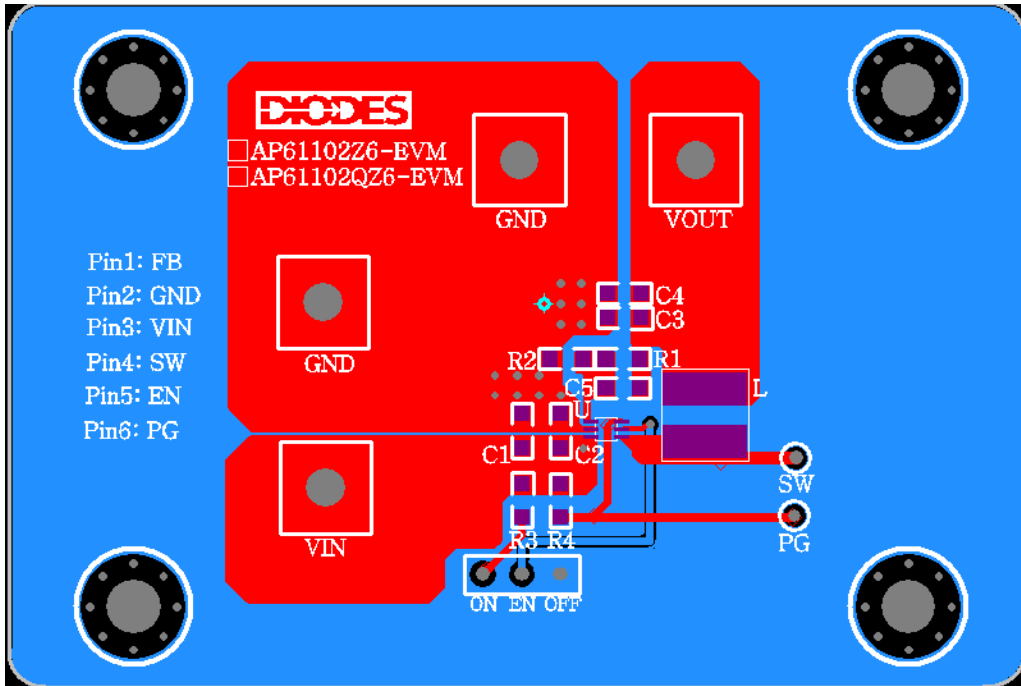 DIODES
AP61102Z6-EVM
AP61102QZ6-EVM
GND
VOUT
Pin1: FB
Pin2: GND
Pin3: VIN
Pin4: SW
Pin5: EN
Pin6: PG
GND
C4
C3
R2
R1
C5
L
U
C1
C2
SW
VIN
R3
R4
PG
ON EN OFF